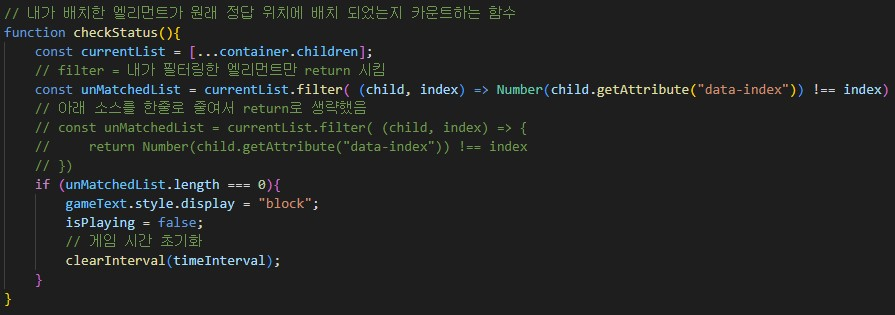 // 내가 배치한 엘리먼트가 원래 정답 위치에 배치 되었는지 카운트하는 함수
function checkStatus(){
    const currentList = [...container.children];
    // filter = 내가 필터링한 엘리먼트만 return 시킴
    const unMatchedList = currentList.filter( (child, index) => Number(child.getAttribute("data-index")) !== index)
    // 아래 소스를 한줄로 줄여서 return로 생략했음
    // const unMatchedList = currentList.filter( (child, index) => {
    //     return Number(child.getAttribute("data-index")) !== index
    // })
    if (unMatchedList.length === 0){
        gameText.style.display = "block";
        isPlaying = false;
        // 게임 시간 초기화
        clearInterval(timeInterval);
    }
}